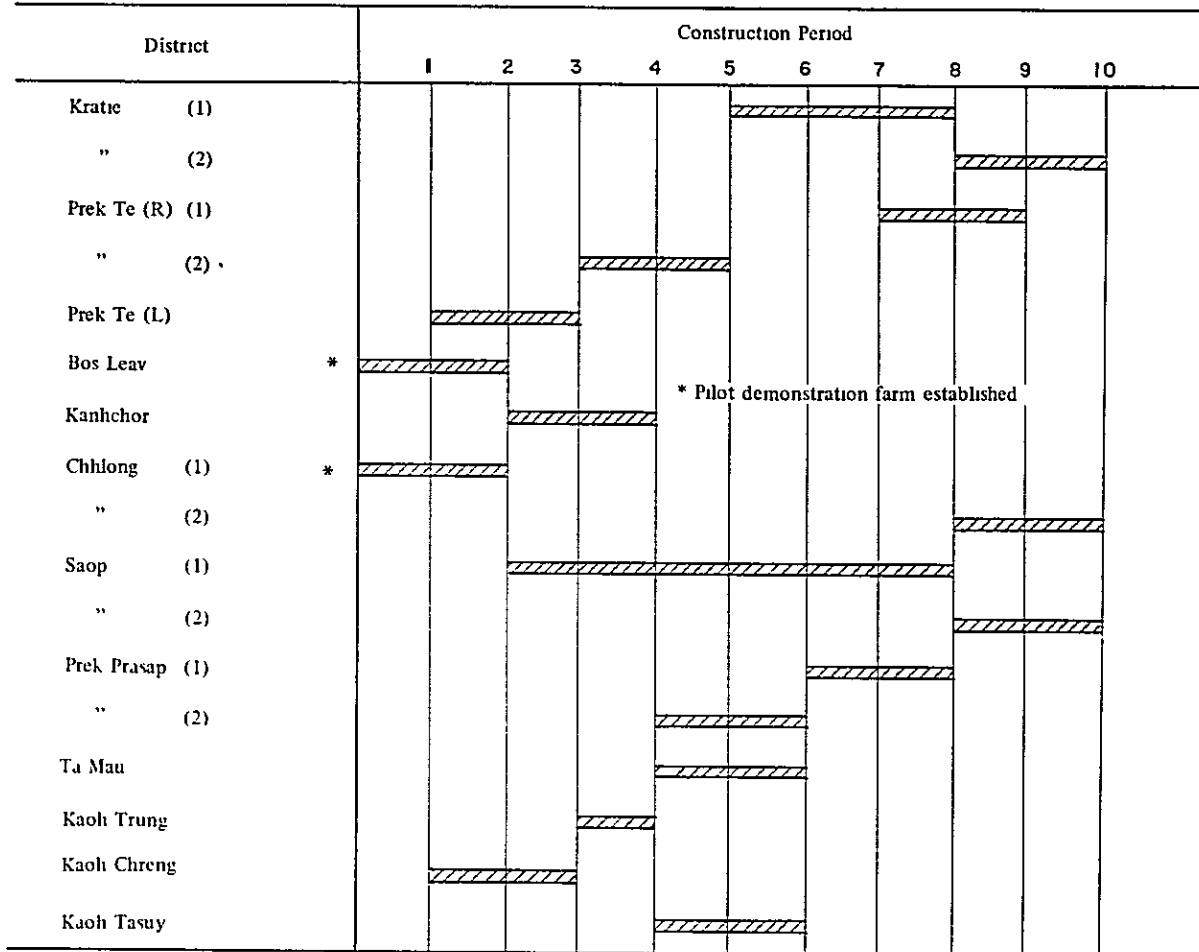 District
Construction Period
1 2 3 4 5 6 7 8 9 10
Kratie (1)
" (2)
Prek Te (R) (1)
" (2)
Prek Te (L)
Bos Leav *
* Pilot demonstration farm established
Kanhchor
Chhlong (1) *
" (2)
Saop (1)
" (2)
Prek Prasap (1)
" (2)
Ta Mau
Kaoh Trung
Kaoh Chreng
Kaoh Tasuy